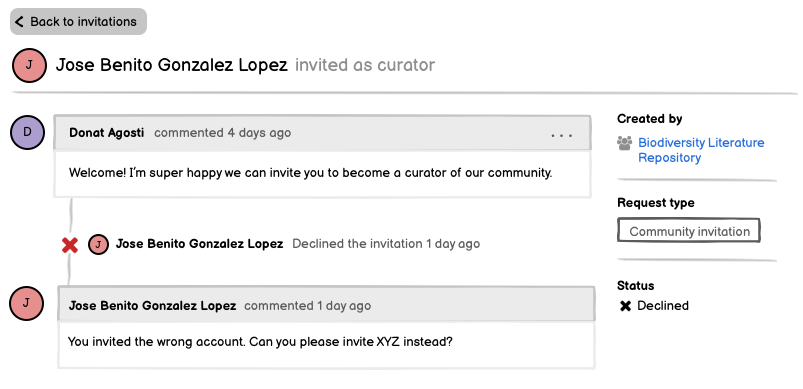 Back to invitations
J
Jose Benito Gonzalez Lopez invited as curator
D
Donat Agosti commented 4 days ago ...
Welcome! I'm super happy we can invite you to become a curator of our community.
J
Jose Benito Gonzalez Lopez Declined the invitation 1 day ago
J
Jose Benito Gonzalez Lopez commented 1 day ago
You invited the wrong account. Can you please invite XYZ instead?
Created by
Biodiversity Literature
Repository
Request type
Community invitation
Status
Declined